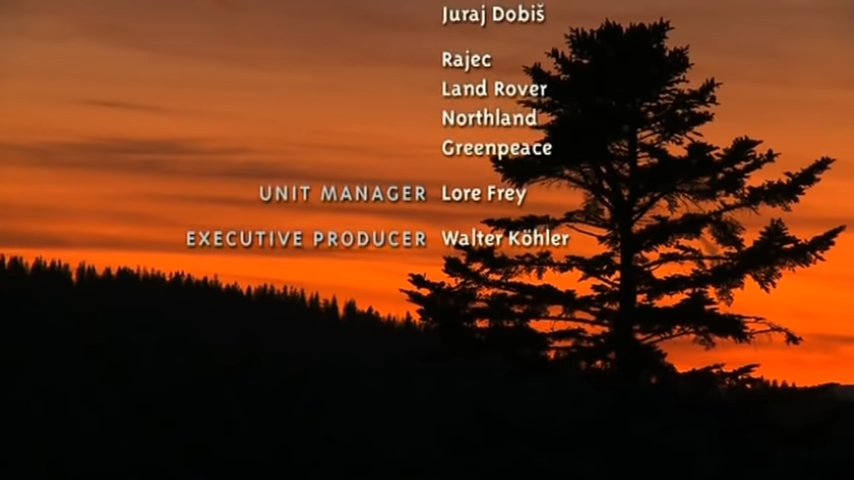 Juraj Dobiš
Rajec
Land Rover
Northland
Greenpeace
UNIT MANAGER Lore Frey
EXECUTIVE PRODUCER Walter Köhler